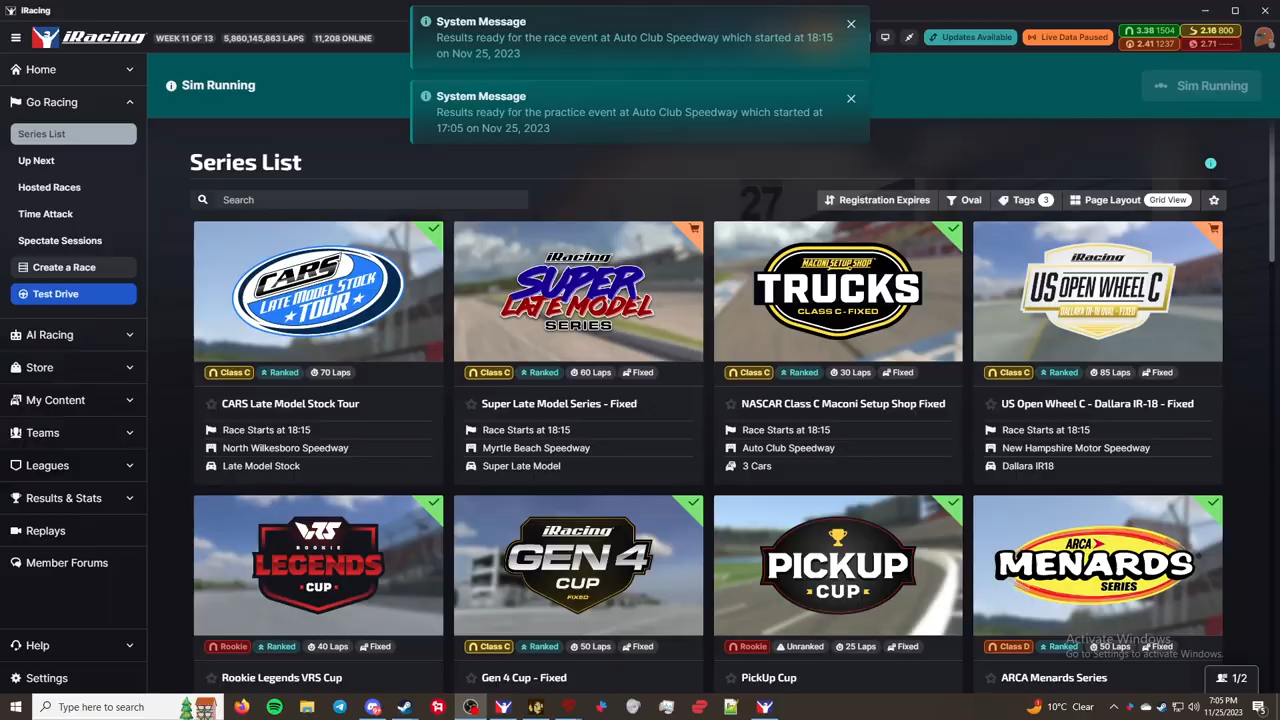 iRacing
iRacing
WEEK 11 OF 13
5,860,145,863 LAPS
11,208 ONLINE
System Message
Results ready for the race event at Auto Club Speedway which started at 18:15
on Nov 25, 2023
System Message
Results ready for the practice event at Auto Club Speedway which started at
17:05 on Nov 25, 2023
Updates Available
Live Data Paused
3.38 1504
2.16 800
2.41 1237
2.71 ----
Home
Go Racing
Series List
Up Next
Hosted Races
Time Attack
Spectate Sessions
Create a Race
Test Drive
AI Racing
Store
My Content
Teams
Leagues
Results & Stats
Replays
Member Forums
Help
Settings
Sim Running
Sim Running
Series List
27
Search
Registration Expires
Oval
Tags 3
Page Layout Grid View
CARS
LATE MODEL STOCK
TOUR
Class C Ranked 70 Laps
CARS Late Model Stock Tour
Race Starts at 18:15
North Wilkesboro Speedway
Late Model Stock
iRacing
SUPER
LATE MODEL
SERIES
Class C Ranked 60 Laps Fixed
Super Late Model Series - Fixed
Race Starts at 18:15
Myrtle Beach Speedway
Super Late Model
MACONI SETUP SHOP
TRUCKS
CLASS C - FIXED
Class C Ranked 30 Laps Fixed
NASCAR Class C Maconi Setup Shop Fixed
Race Starts at 18:15
Auto Club Speedway
3 Cars
iRacing
US OPEN WHEEL C
DALLARA IR-18 OVAL - FIXED
Class C Ranked 85 Laps Fixed
US Open Wheel C - Dallara IR-18 - Fixed
Race Starts at 18:15
New Hampshire Motor Speedway
Dallara IR18
VRS
ROOKIE
LEGENDS
CUP
Rookie Ranked 40 Laps Fixed
Rookie Legends VRS Cup
iRacing
GEN 4
CUP
FIXED
Class C Ranked 50 Laps Fixed
Gen 4 Cup - Fixed
PICKUP
CUP
Rookie Unranked 25 Laps Fixed
PickUp Cup
ARCA
MENARDS
SERIES
Class D Ranked 50 Laps Fixed
ARCA Menards Series
Activate Windows
Go to Settings to activate Windows.
1/2
Type here to search
10°C Clear
7:05 PM
11/25/2023